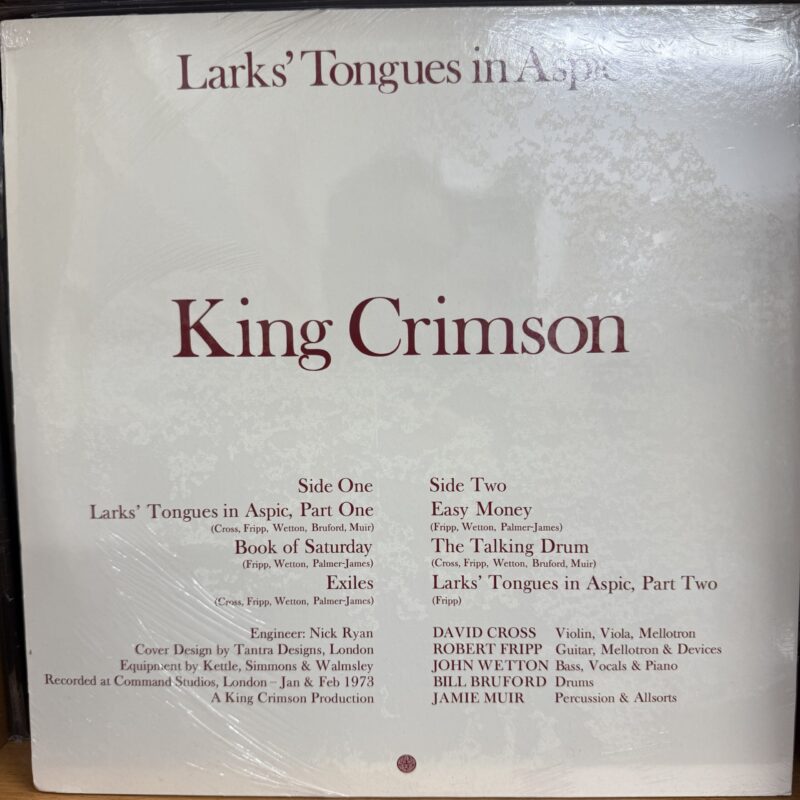 Larks' Tongues in Aspic
King Crimson
Side One
Larks' Tongues in Aspic, Part One
(Cross, Fripp, Wetton, Bruford, Muir)
Book of Saturday
(Fripp, Wetton, Palmer-James)
Exiles
(Cross, Fripp, Wetton, Palmer-James)
Side Two
Easy Money
(Fripp, Wetton, Palmer-James)
The Talking Drum
(Cross, Fripp, Wetton, Bruford, Muir)
Larks' Tongues in Aspic, Part Two
(Fripp)
Engineer: Nick Ryan
Cover Design by Tantra Designs, London
Equipment by Kettle, Simmons & Walmsley
Recorded at Command Studios, London – Jan & Feb 1973
A King Crimson Production
DAVID CROSS Violin, Viola, Mellotron
ROBERT FRIPP Guitar, Mellotron & Devices
JOHN WETTON Bass, Vocals & Piano
BILL BRUFORD Drums
JAMIE MUIR Percussion & Allsorts